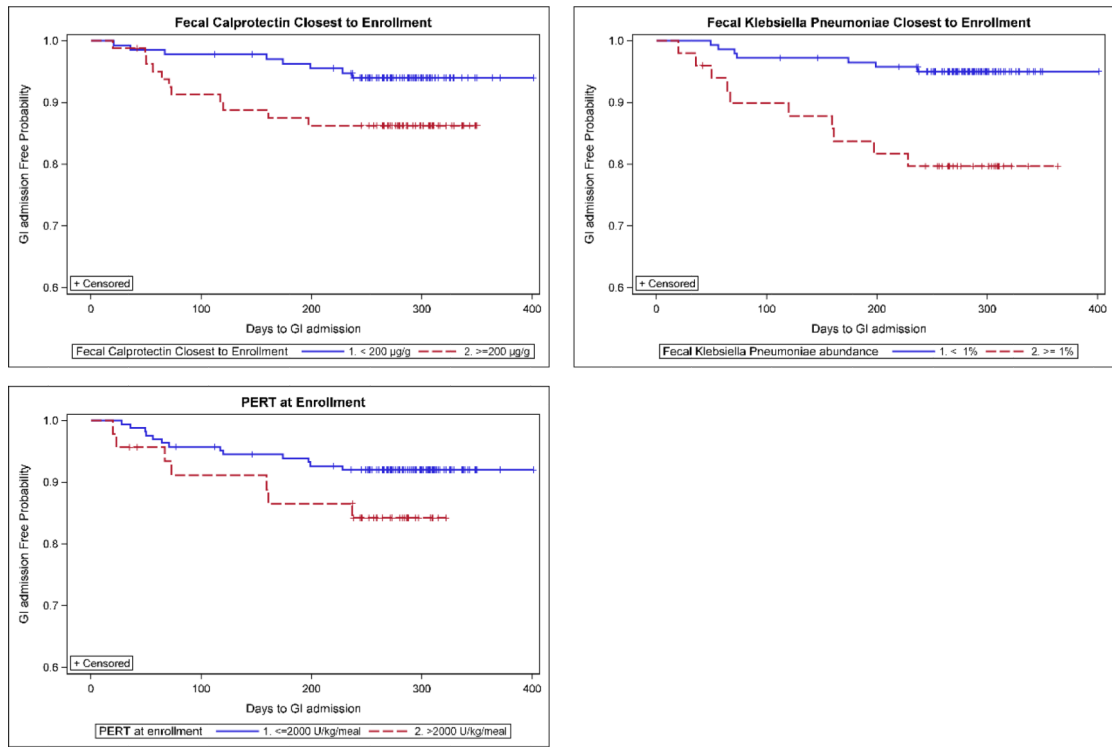 Fecal Calprotectin Closest to Enrollment
GI admission Free Probability
1.0
0.9
0.8
0.7
0.6
+ Censored
0 100 200 300 400
Days to GI admission
Fecal Calprotectin Closest to Enrollment 1. < 200 µg/g 2. >=200 µg/g
Fecal Klebsiella Pneumoniae Closest to Enrollment
GI admission Free Probability
1.0
0.9
0.8
0.7
0.6
+ Censored
0 100 200 300 400
Days to GI admission
Fecal Klebsiella Pneumoniae abundance 1. < 1% 2. >= 1%
PERT at Enrollment
GI admission Free Probability
1.0
0.9
0.8
0.7
0.6
+ Censored
0 100 200 300 400
Days to GI admission
PERT at enrollment 1. <=2000 U/kg/meal 2. >2000 U/kg/meal